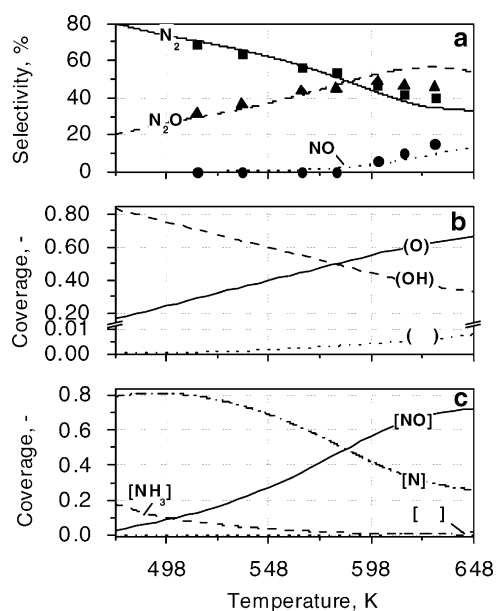 80
N2
a
60
40
N2O
20
NO
0
Selectivity, %
b
0.80
0.60
(O)
0.40
(OH)
0.20
0.01
( )
0.00
Coverage, -
c
0.8
[NO]
0.6
0.4
[NH3]
[N]
0.2
[ ]
0.0
Coverage, -
498 548 598 648
Temperature, K